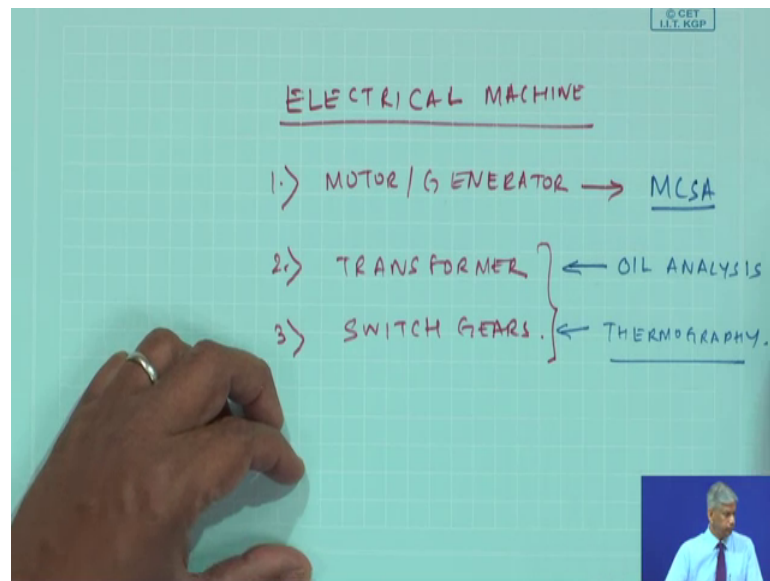 © CET
I.I.T. KGP
ELECTRICAL MACHINE
1.) MOTOR/GENERATOR → MCSA
2.) TRANSFORMER ← OIL ANALYSIS
3) SWITCH GEARS. ← THERMOGRAPHY.